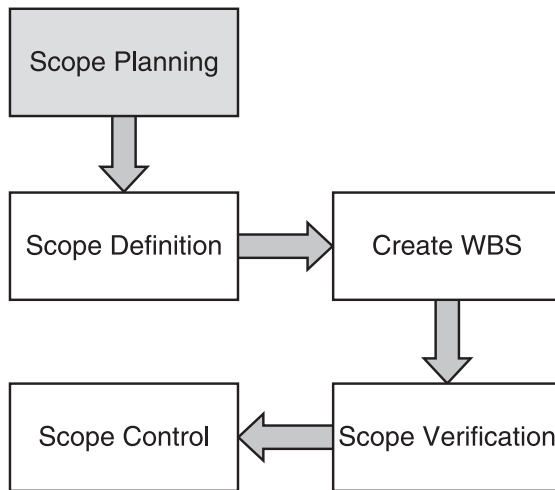 Scope Planning
Scope Definition
Create WBS
Scope Control
Scope Verification